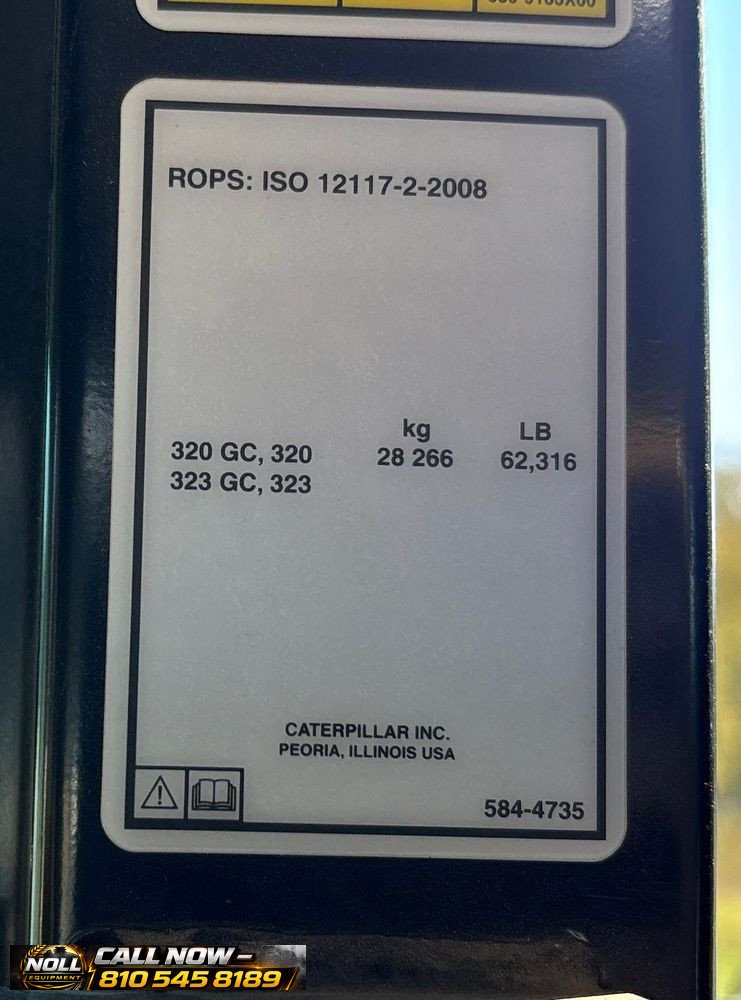 ROPS: ISO 12117-2-2008
kg LB
320 GC, 320 28 266 62,316
323 GC, 323
CATERPILLAR INC.
PEORIA, ILLINOIS USA
584-4735
NOLL
EQUIPMENT
CALL NOW –
810 545 8189